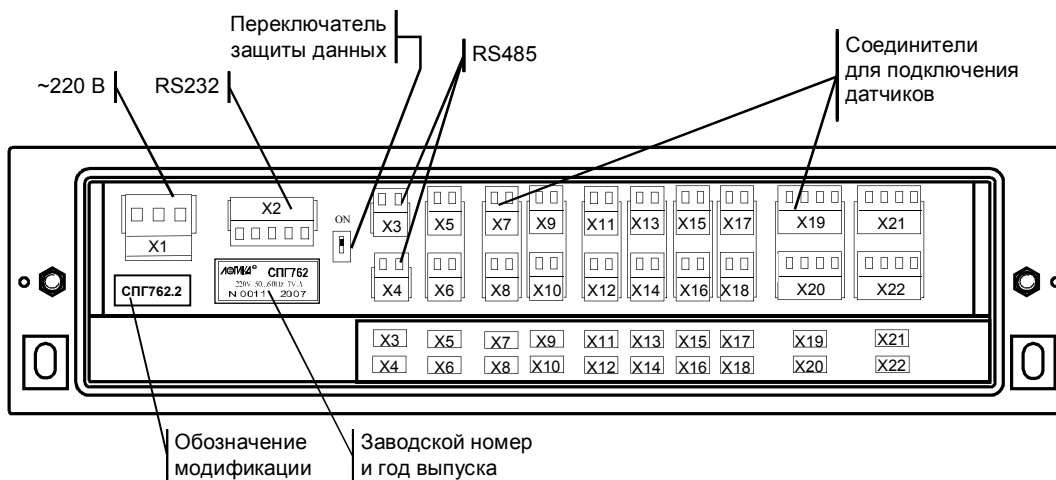 Переключатель
защиты данных
RS485
Соединители
для подключения
датчиков
~220 В
RS232
ON
X1
X2
X3 X5 X7 X9 X11 X13 X15 X17 X19 X21
X4 X6 X8 X10 X12 X14 X16 X18 X20 X22
СПГ762.2
ЛОГИКА® СПГ762
220V 50...60Hz 7V.A
N 0011 2007
X3 X5 X7 X9 X11 X13 X15 X17 X19 X21
X4 X6 X8 X10 X12 X14 X16 X18 X20 X22
Обозначение
модификации
Заводской номер
и год выпуска